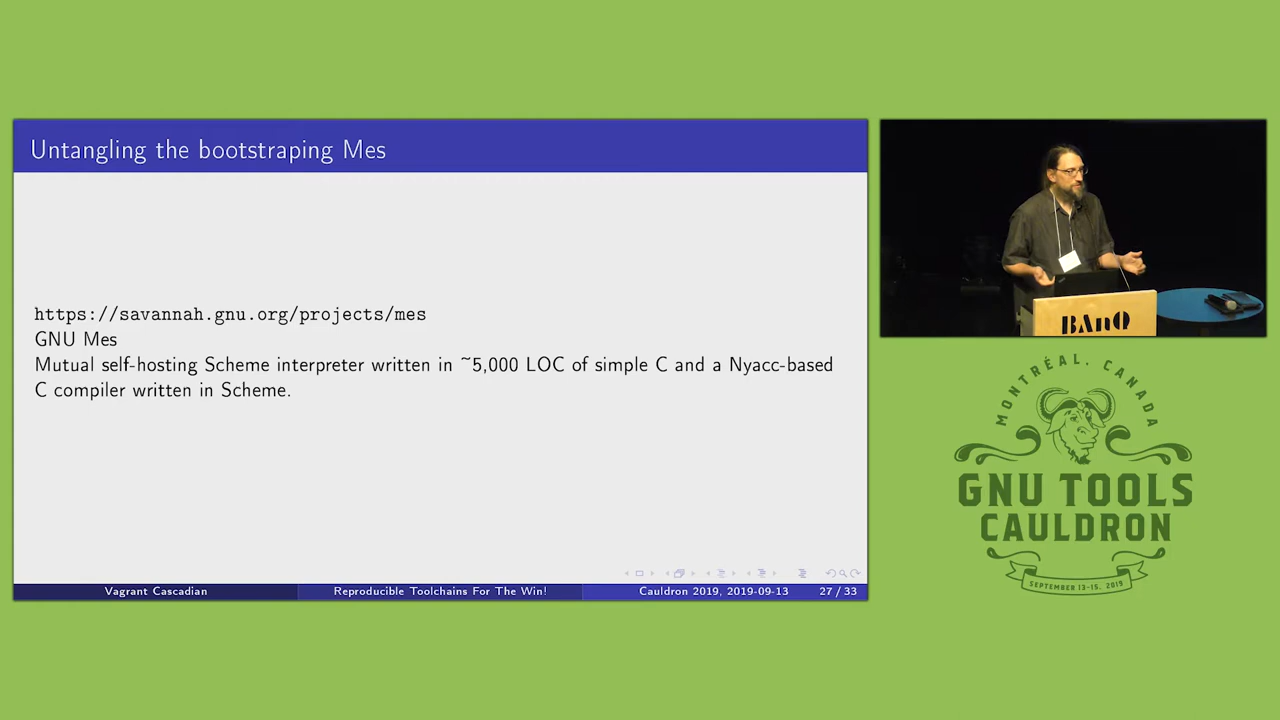 Untangling the bootstraping Mes
https://savannah.gnu.org/projects/mes
GNU Mes
Mutual self-hosting Scheme interpreter written in ~5,000 LOC of simple C and a Nyacc-based
C compiler written in Scheme.
Vagrant Cascadian
Reproducible Toolchains For The Win!
Cauldron 2019, 2019-09-13
27 / 33
BAnQ
MONTRÉAL. CANADA
GNU TOOLS
CAULDRON
SEPTEMBER 13-15, 2019